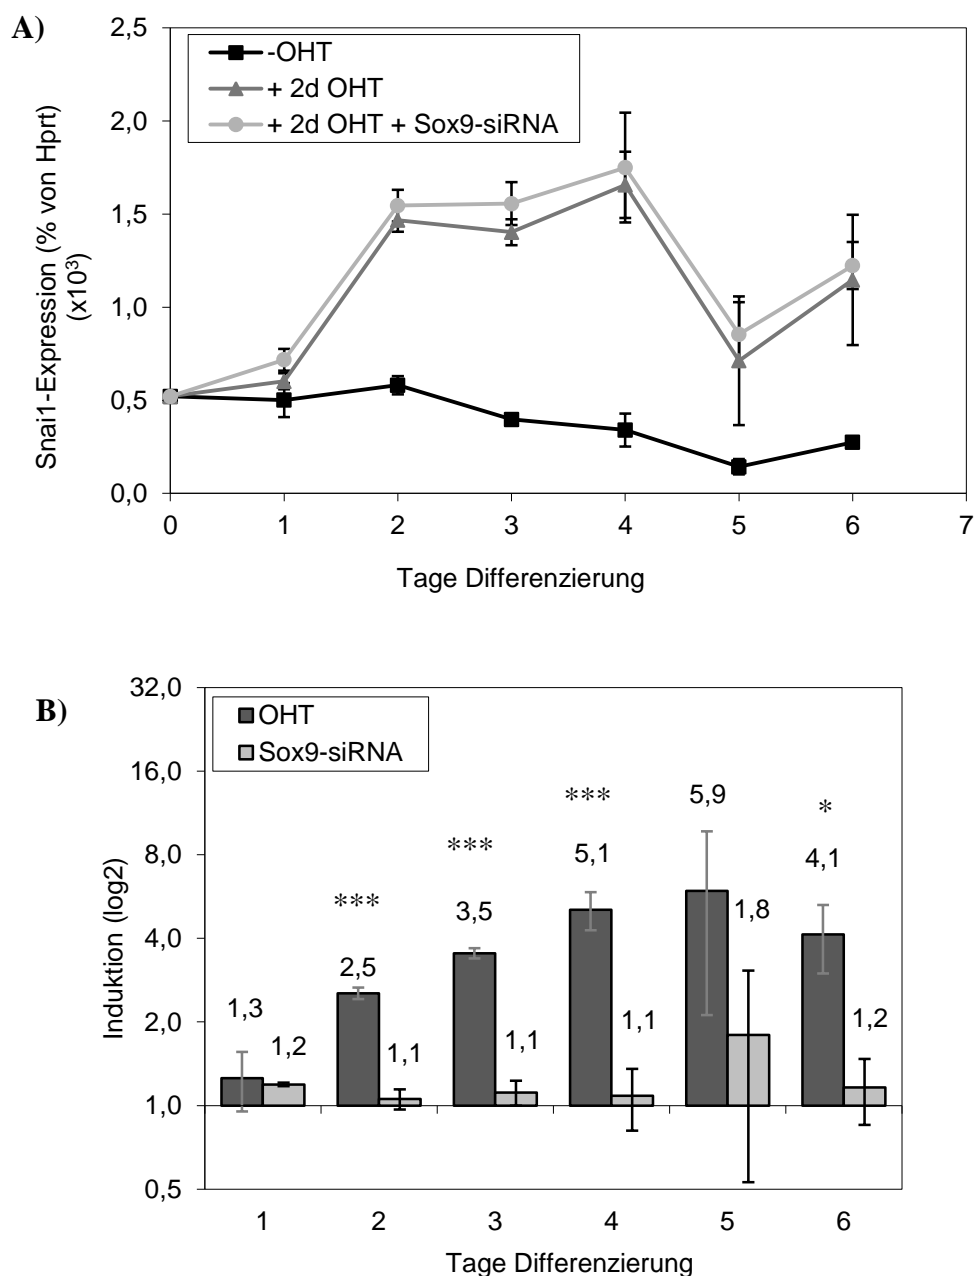 A)
2,5
2,0
1,5
1,0
0,5
0,0
Snai1-Expression (% von Hprt)
(x10³)
-OHT
+ 2d OHT
+ 2d OHT + Sox9-siRNA
0 1 2 3 4 5 6 7
Tage Differenzierung
B)
32,0
16,0
8,0
4,0
2,0
1,0
0,5
Induktion (log2)
OHT
Sox9-siRNA
1,3
1,2
***
2,5
1,1
***
3,5
1,1
***
5,1
1,1
5,9
1,8
*
4,1
1,2
1 2 3 4 5 6
Tage Differenzierung